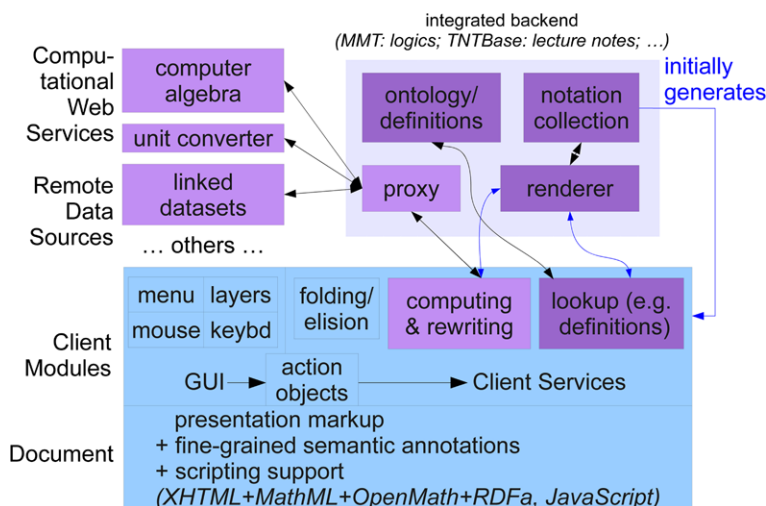 integrated backend
(MMT: logics; TNTBase: lecture notes; …)
initially
generates
Compu-
tational
Web
Services
computer
algebra
unit converter
Remote
Data
Sources
linked
datasets
… others …
ontology/
definitions
notation
collection
proxy
renderer
Client
Modules
menu
layers
mouse
keybd
folding/
elision
computing
& rewriting
lookup (e.g.
definitions)
GUI
action
objects
Client Services
Document
presentation markup
+ fine-grained semantic annotations
+ scripting support
(XHTML+MathML+OpenMath+RDFa, JavaScript)